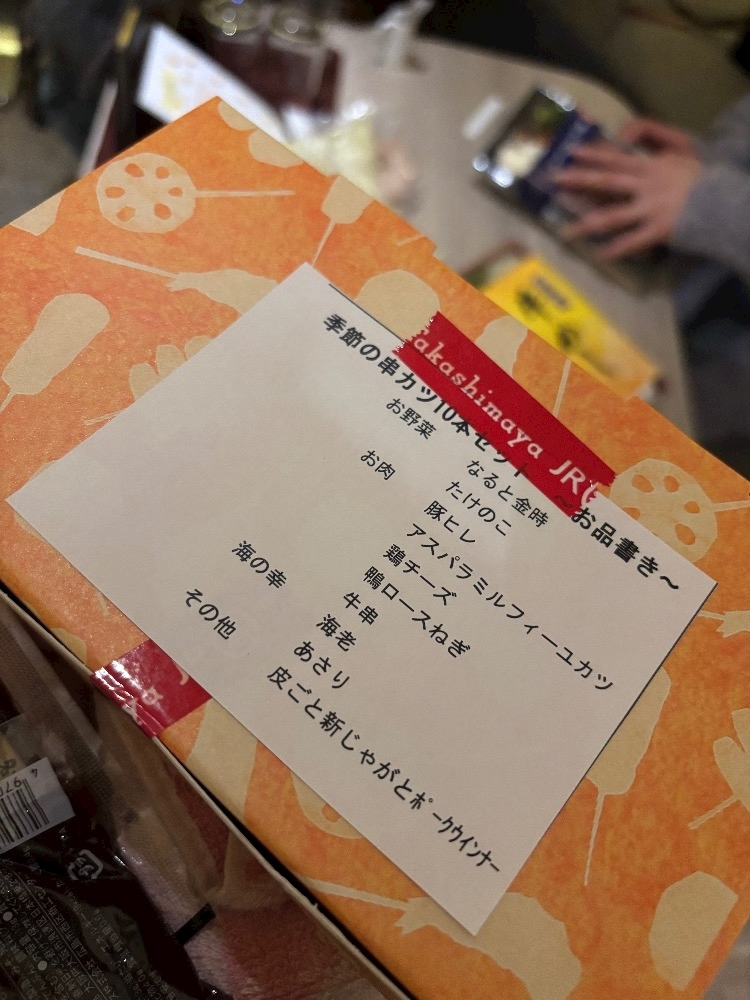 季節の串カツ10本セット ～お品書き～
Takashimaya JR
お野菜 なると金時
たけのこ
お肉 豚ヒレ
アスパラミルフィーユカツ
鶏チーズ
鴨ロースねぎ
牛串
海の幸 海老
あさり
その他 皮ごと新じゃがとポークウインナー